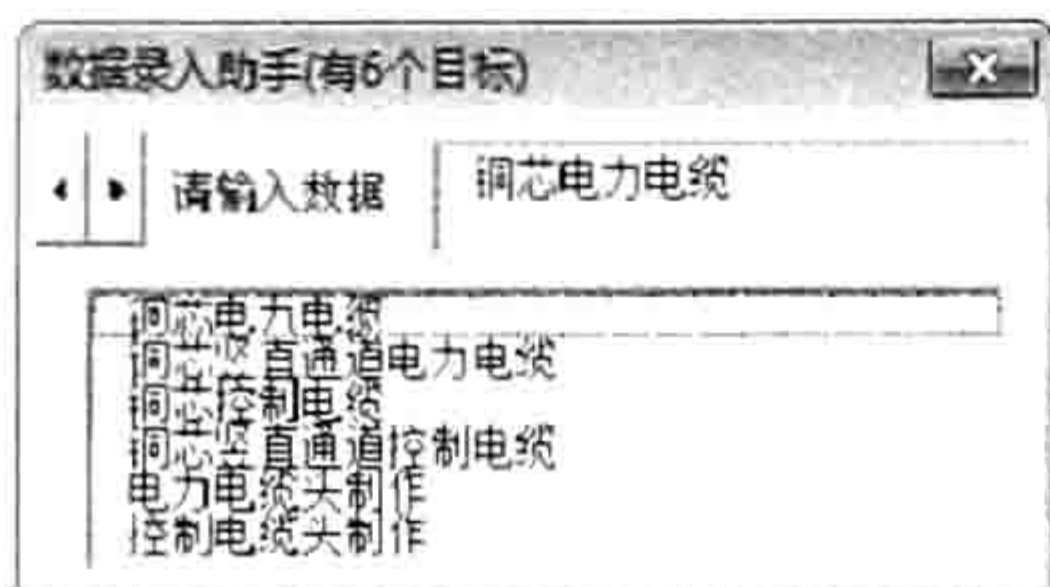 数据录入助手(有6个目标)
请输入数据
铜芯电力电缆
铜芯电力电缆
铜芯竖直通道电力电缆
铜芯控制电缆
铜芯竖直通道控制电缆
电力电缆头制作
控制电缆头制作